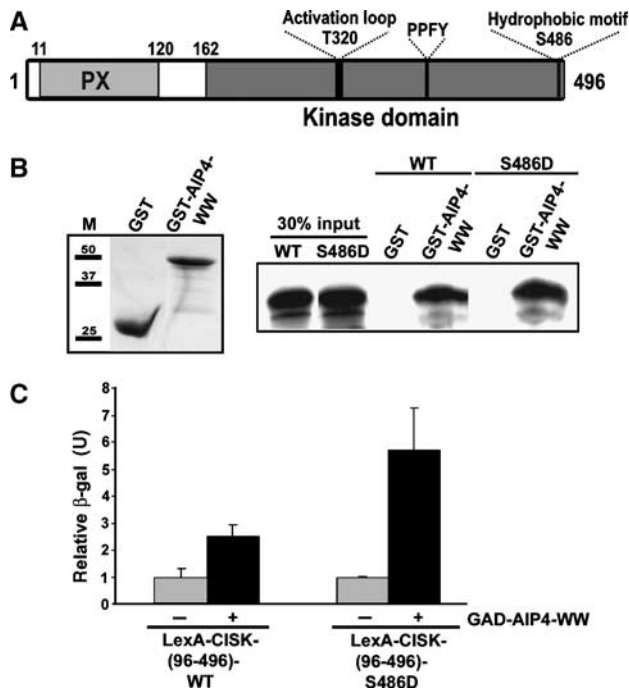 A
Activation loop
T320
PPFY
Hydrophobic motif
S486
11
120
162
1
PX
496
Kinase domain
B
WT
S486D
M
GST
GST-AIP4-
WW
30% input
WT
S486D
GST
GST-AIP4-
WW
GST
GST-AIP4-
WW
50
37
25
C
Relative β-gal (U)
8
7
6
5
4
3
2
1
0
–
+
–
+
GAD-AIP4-WW
LexA-CISK-
(96-496)-
WT
LexA-CISK-
(96-496)-
S486D